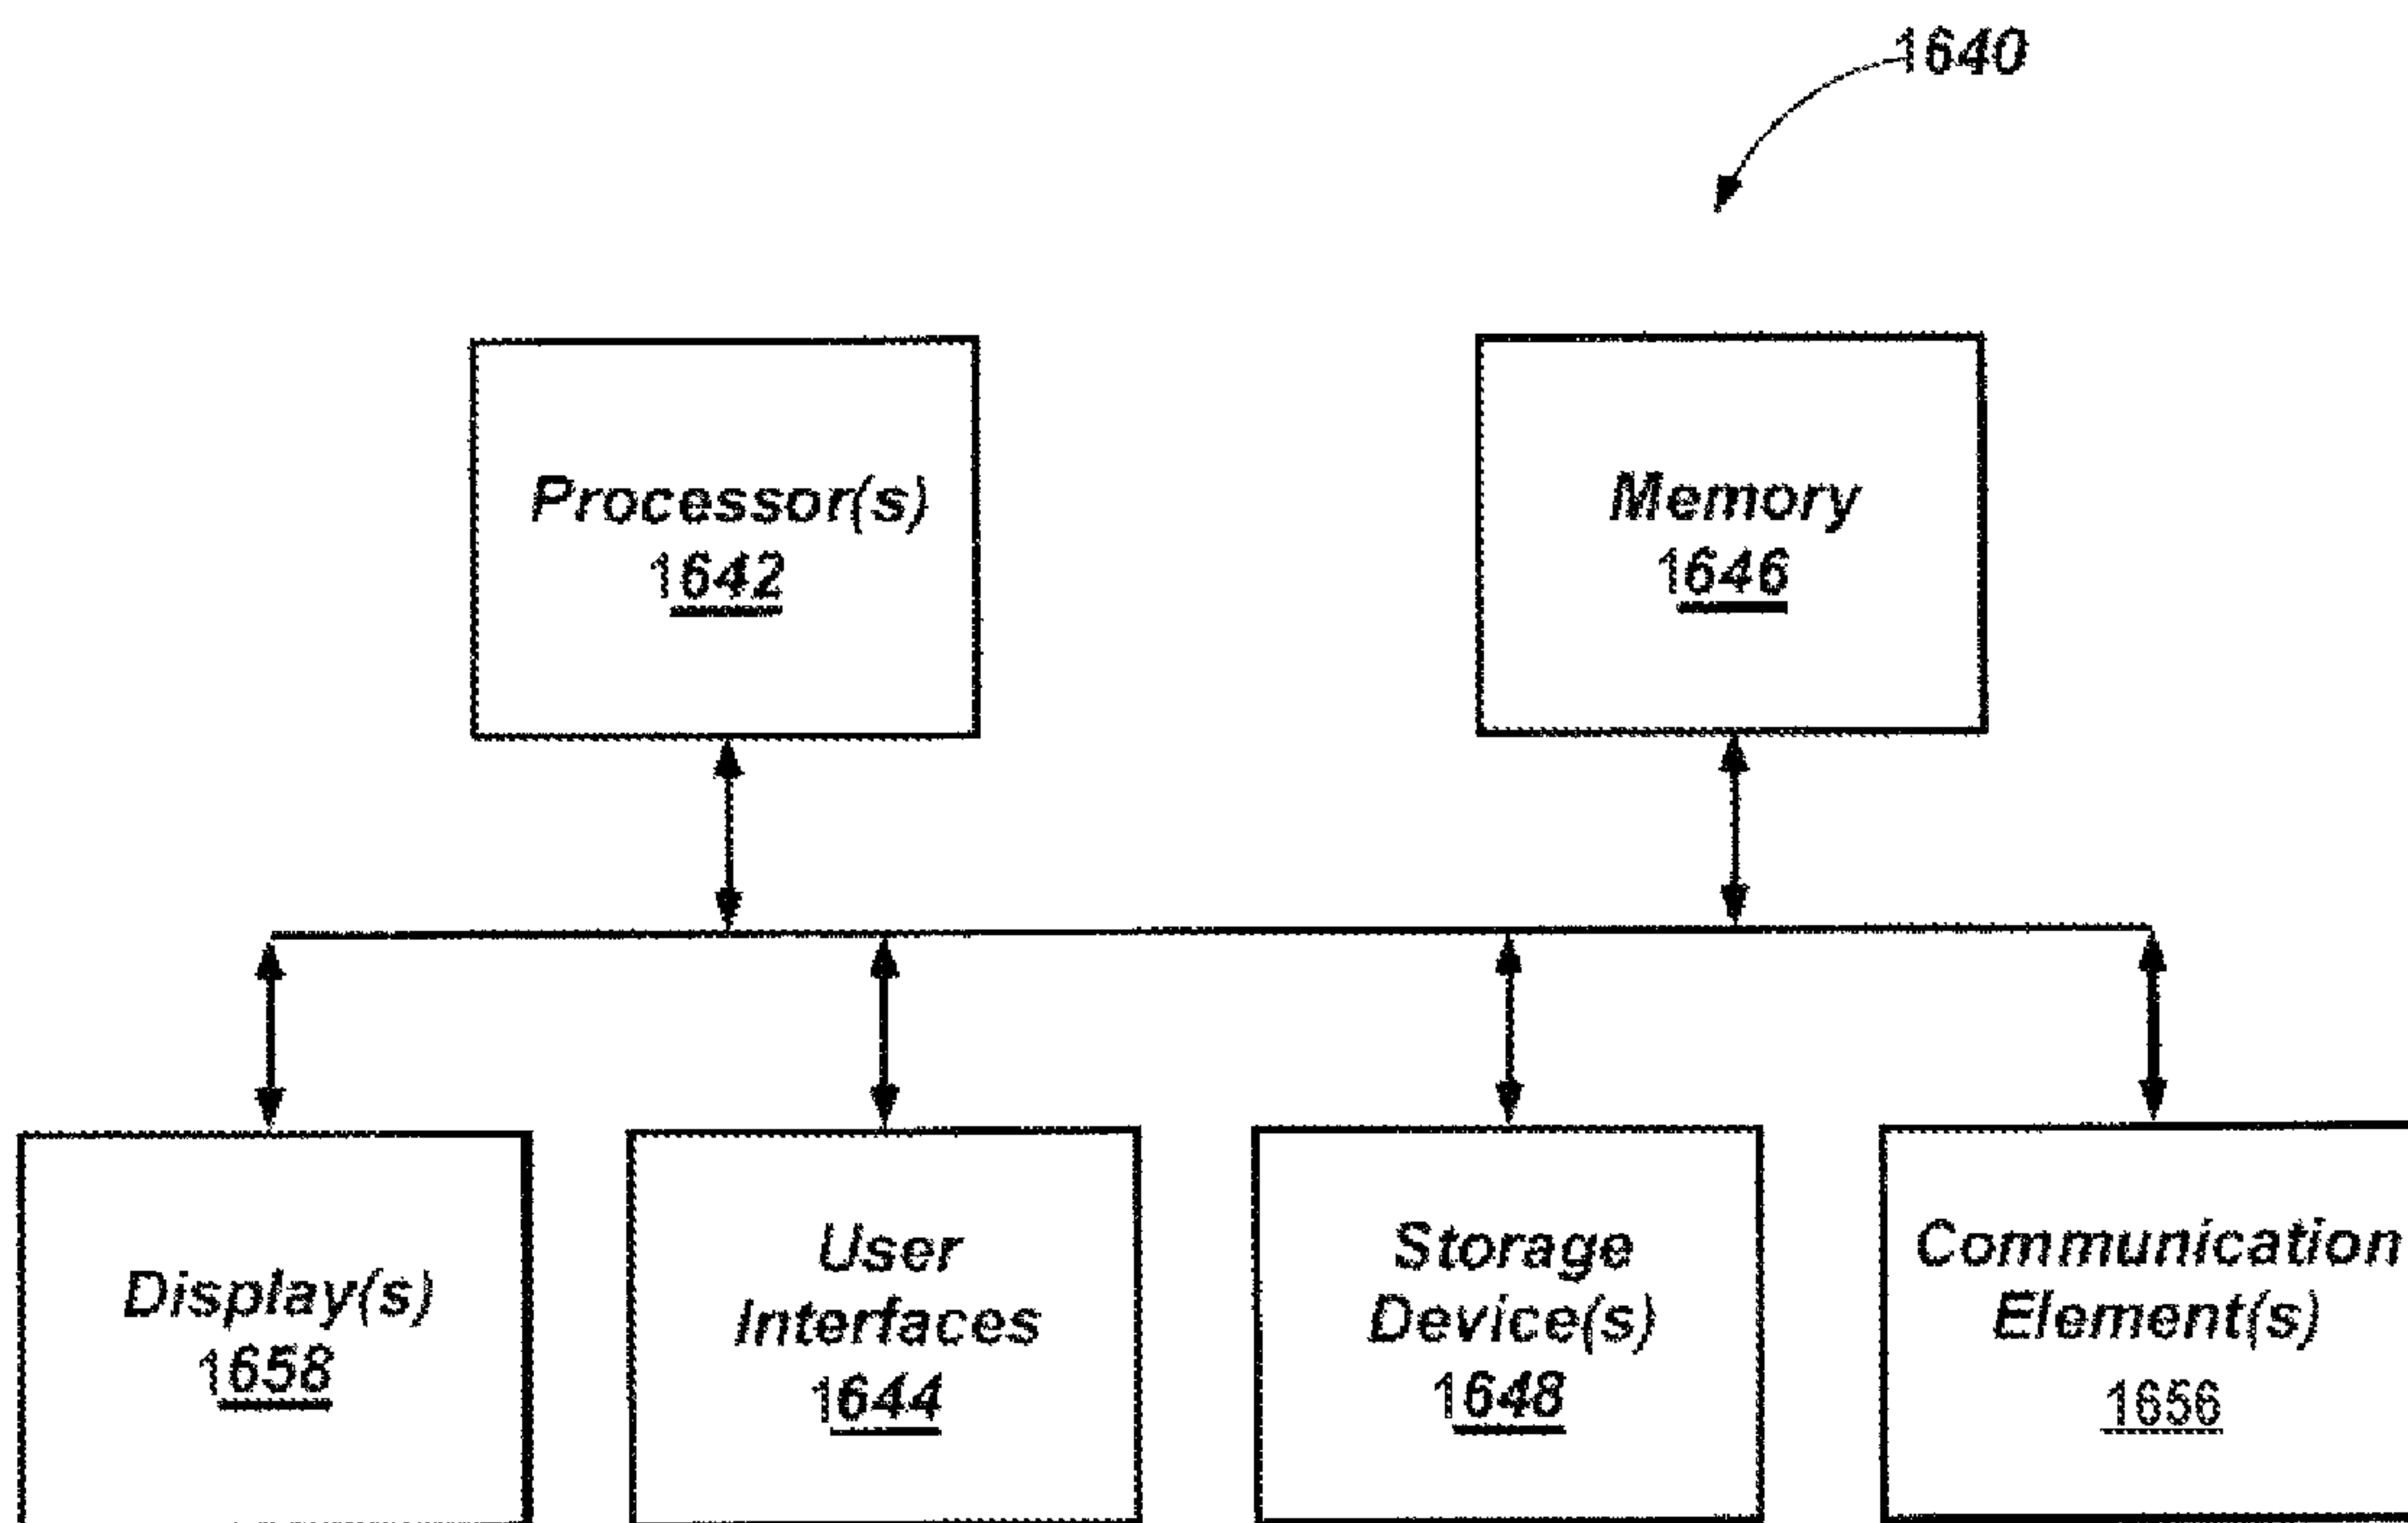 1640
Processor(s)
1642
Memory
1646
Display(s)
1658
User
Interfaces
1644
Storage
Device(s)
1648
Communication
Element(s)
1656